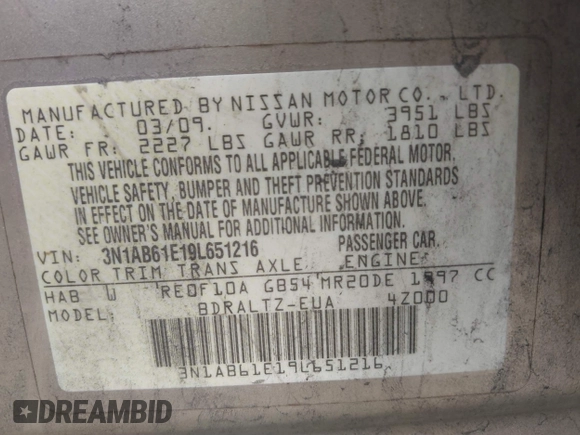 MANUFACTURED BY NISSAN MOTOR CO., LTD.
DATE: 03/09. GVWR: 3951 LBS
GAWR FR: 2227 LBS GAWR RR: 1810 LBS
THIS VEHICLE CONFORMS TO ALL APPLICABLE FEDERAL MOTOR
VEHICLE SAFETY, BUMPER AND THEFT PREVENTION STANDARDS
IN EFFECT ON THE DATE OF MANUFACTURE SHOWN ABOVE.
SEE OWNER'S MANUAL FOR ADDITIONAL INFORMATION.
VIN: 3N1AB61E19L651216 PASSENGER CAR.
COLOR TRIM TRANS AXLE ENGINE
HAB W RE0F10A GB54 MR20DE 1997 CC
MODEL: BDRALTZ-EUA 4Z000
3N1AB61E19L651216
DREAMBID